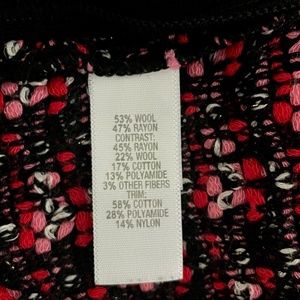 53% WOOL
47% RAYON
CONTRAST:
45% RAYON
22% WOOL
17% COTTON
13% POLYAMIDE
3% OTHER FIBERS
TRIM:
58% COTTON
28% POLYAMIDE
14% NYLON